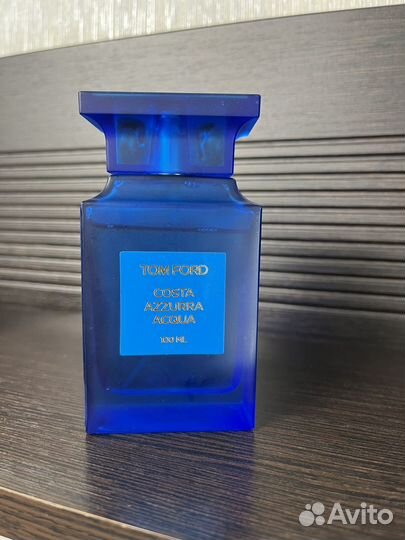 TOM FORD
COSTA
AZZURRA
ACQUA
100 ML
Avito